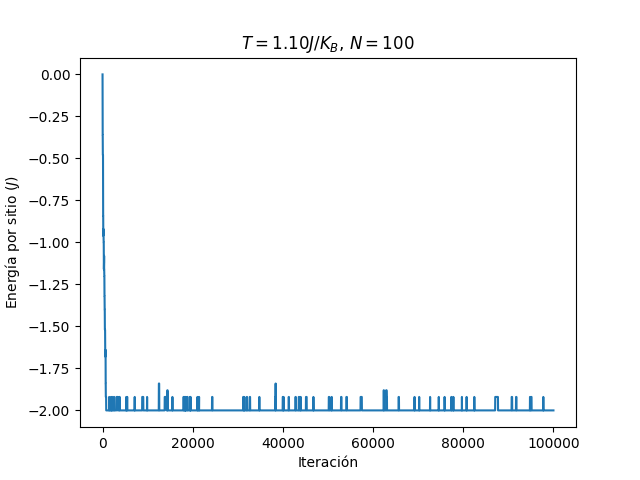 T = 1.10J/K_B, N = 100
0.00
−0.25
−0.50
−0.75
−1.00
−1.25
−1.50
−1.75
−2.00
Energía por sitio (J)
0 20000 40000 60000 80000 100000
Iteración